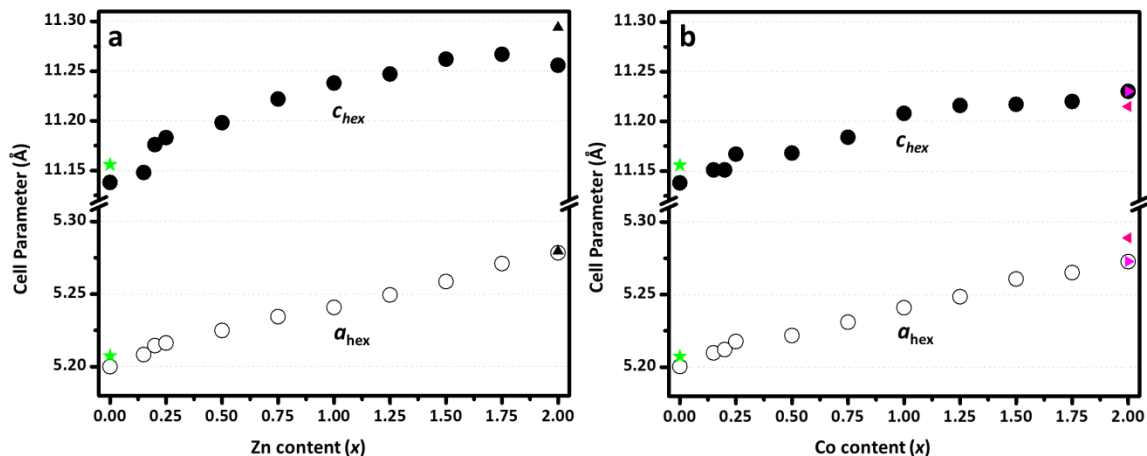 a
Cell Parameter (Å)
11.30
11.25
11.20
11.15
5.30
5.25
5.20
c_hex
a_hex
0.00 0.25 0.50 0.75 1.00 1.25 1.50 1.75 2.00
Zn content (x)
b
Cell Parameter (Å)
11.30
11.25
11.20
11.15
5.30
5.25
5.20
c_hex
a_hex
0.00 0.25 0.50 0.75 1.00 1.25 1.50 1.75 2.00
Co content (x)